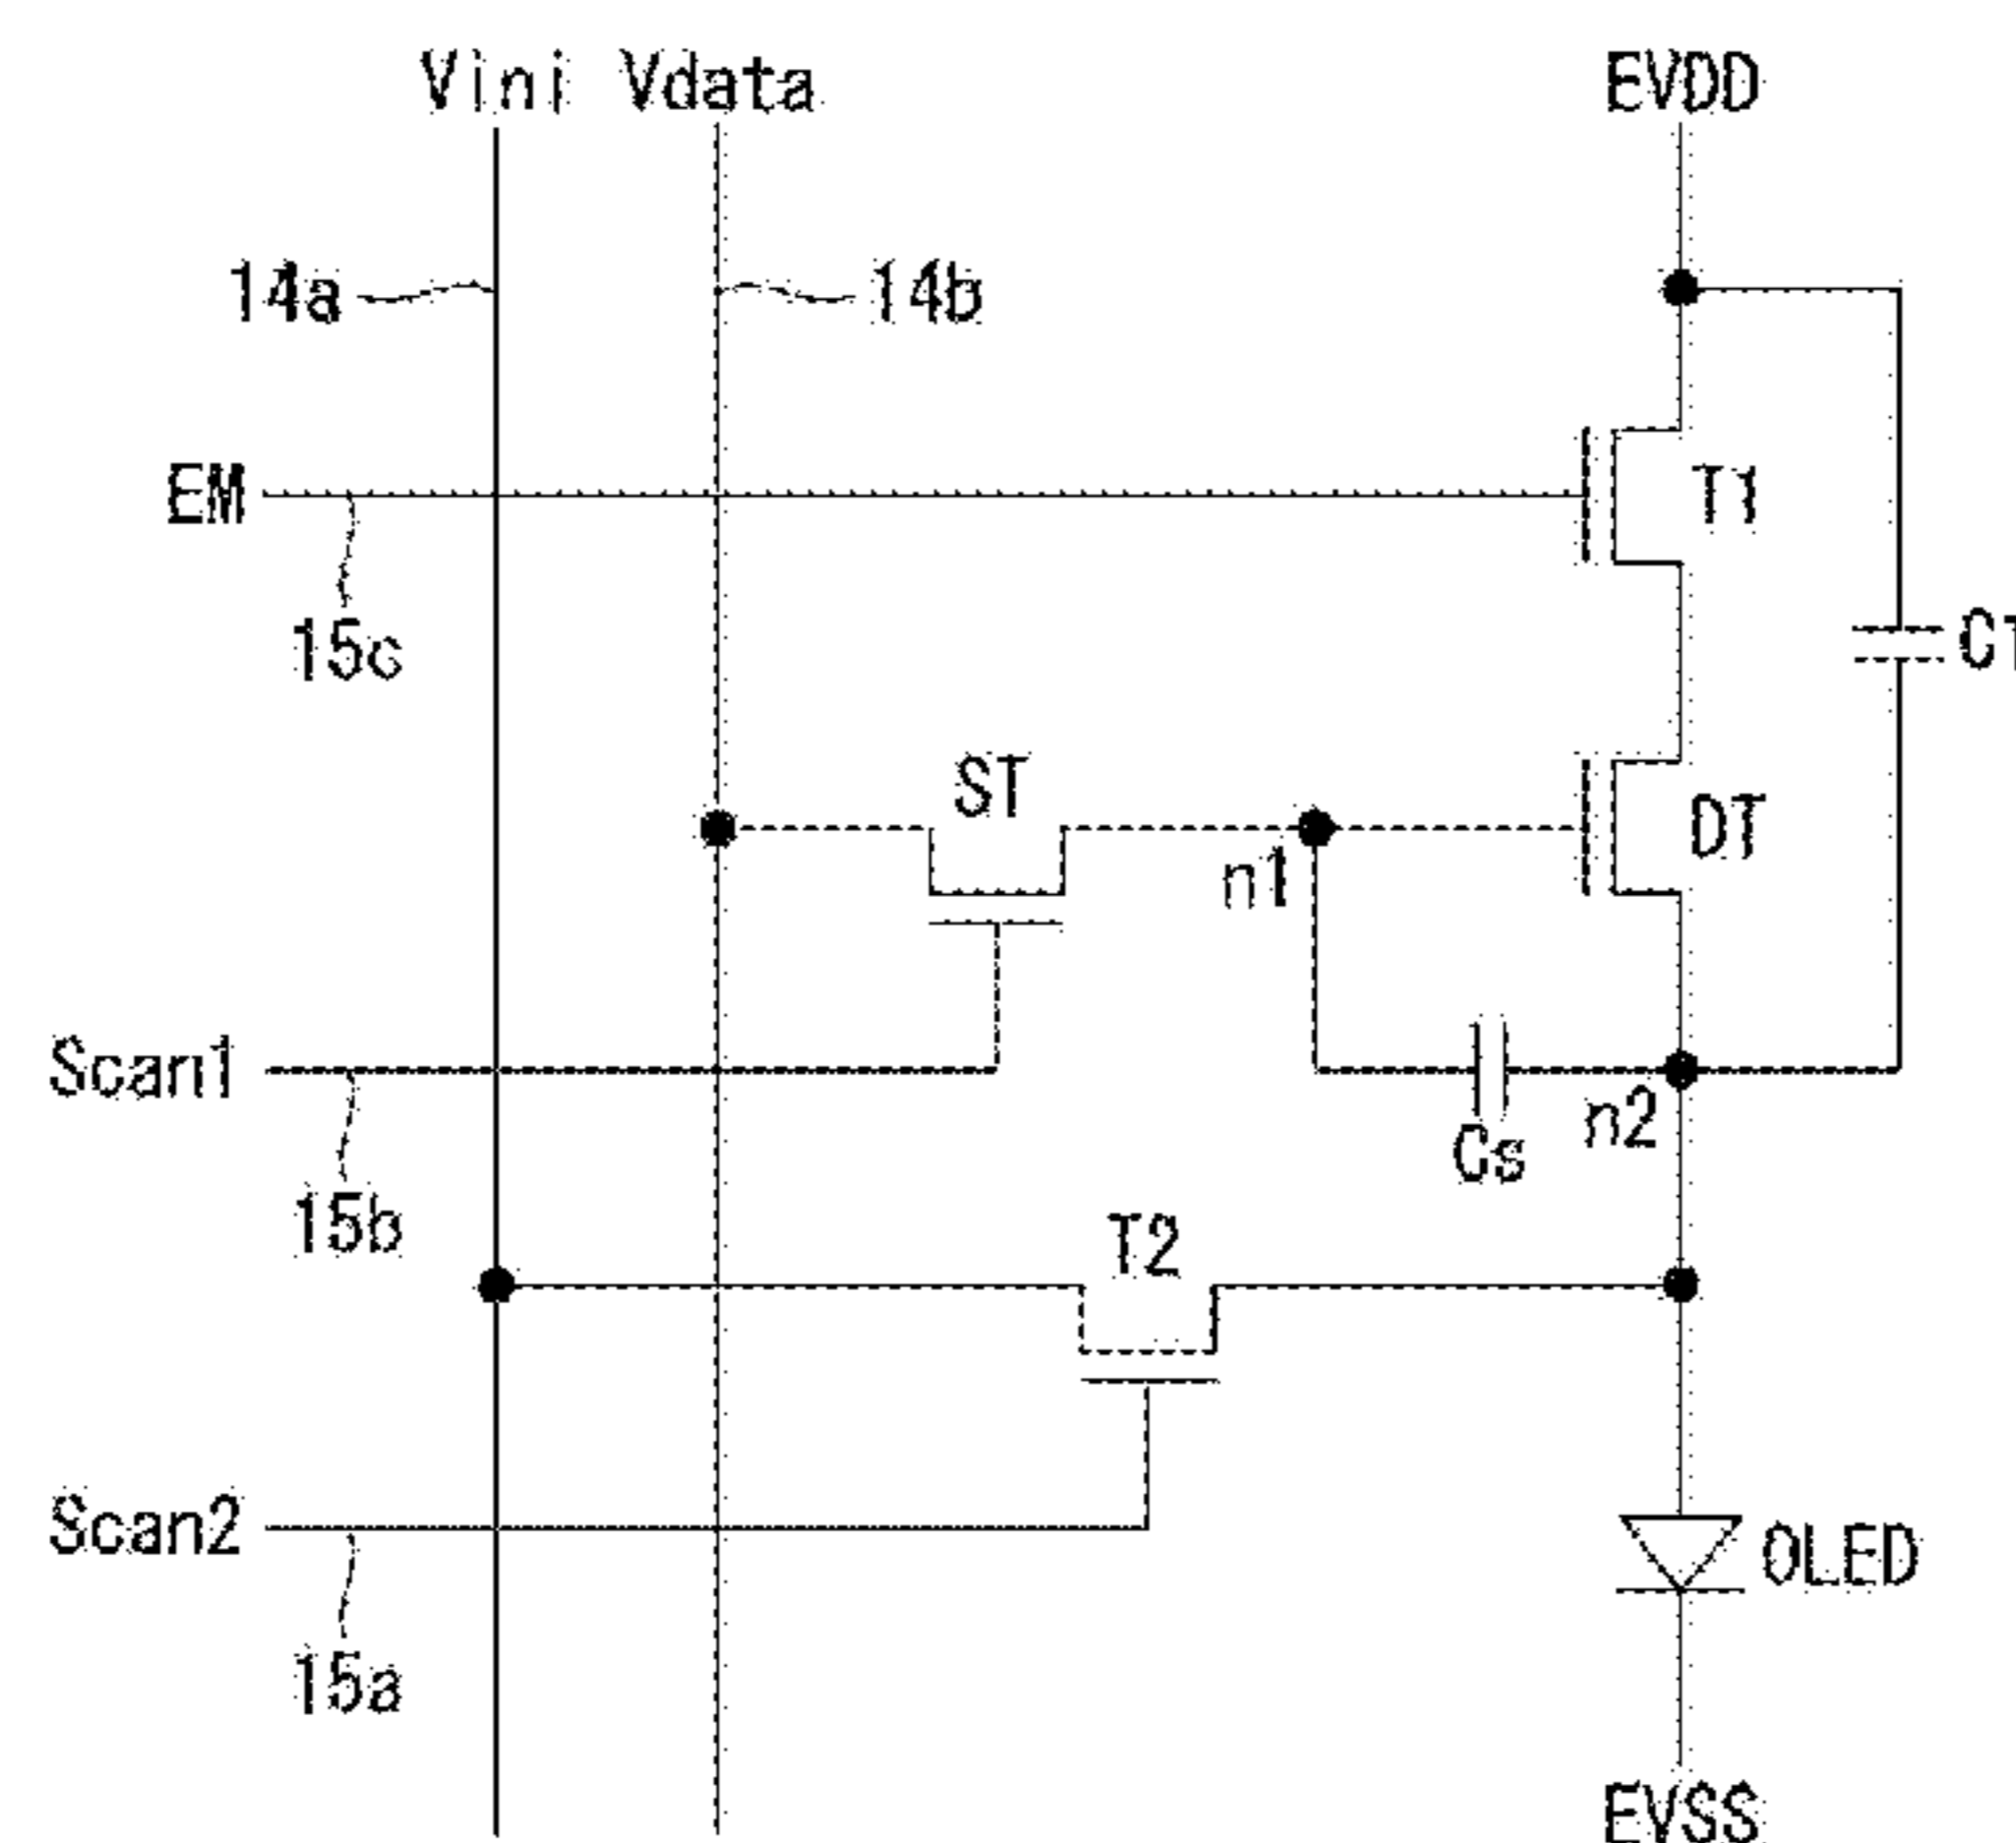 Vini Vdata EVDD
14a 14b
EM T1
15c
ST DT
n1
Scan1
n2
Cs
15b
T2
Scan2 OLED
15a
EVSS